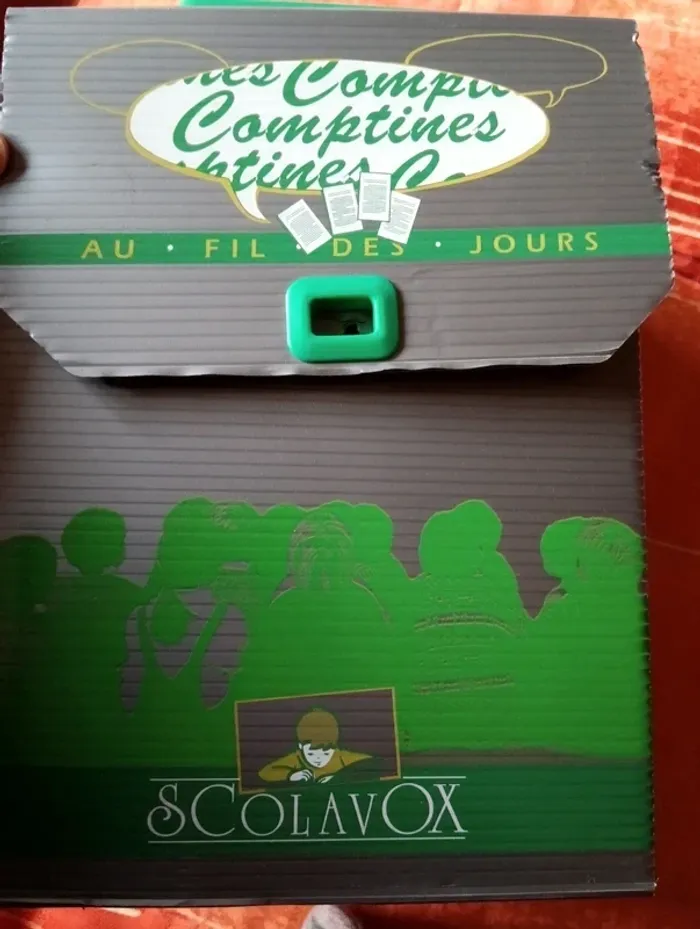 Comptines
AU • FIL • DES • JOURS
SCOLAVOX